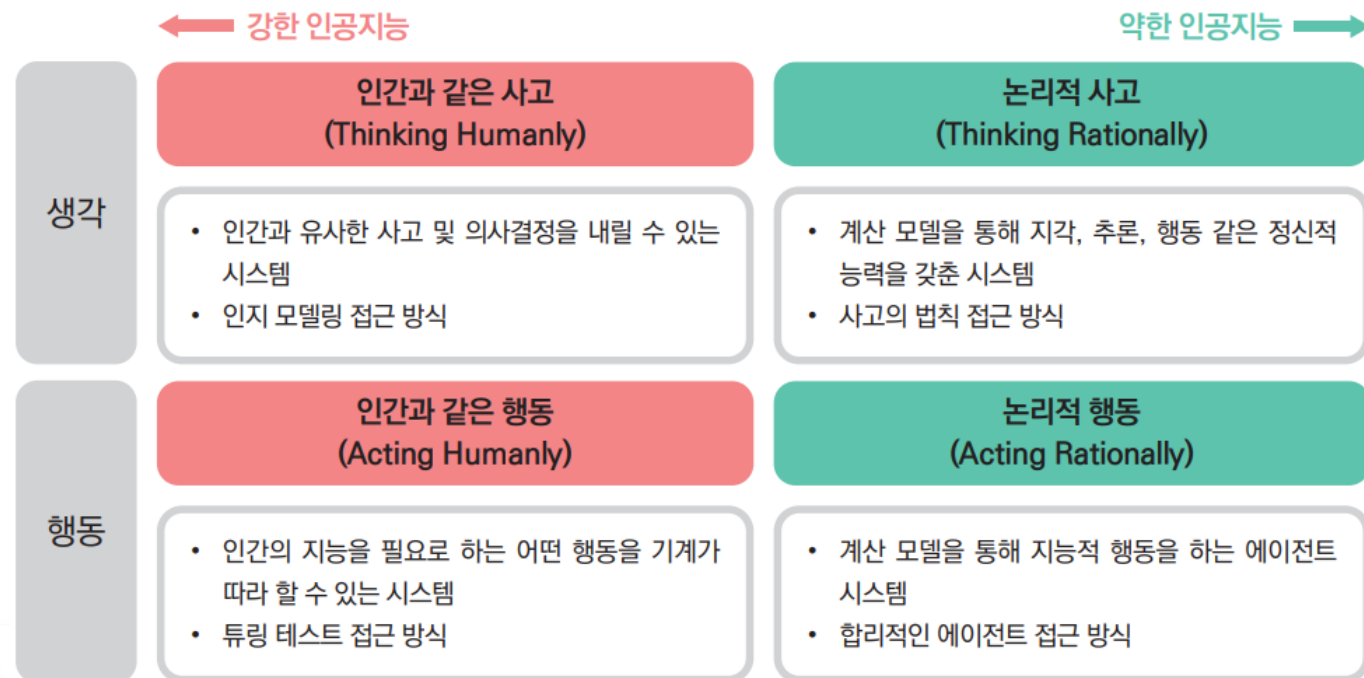 강한 인공지능
약한 인공지능
생각
인간과 같은 사고
(Thinking Humanly)
• 인간과 유사한 사고 및 의사결정을 내릴 수 있는
시스템
• 인지 모델링 접근 방식
논리적 사고
(Thinking Rationally)
• 계산 모델을 통해 지각, 추론, 행동 같은 정신적
능력을 갖춘 시스템
• 사고의 법칙 접근 방식
행동
인간과 같은 행동
(Acting Humanly)
• 인간의 지능을 필요로 하는 어떤 행동을 기계가
따라 할 수 있는 시스템
• 튜링 테스트 접근 방식
논리적 행동
(Acting Rationally)
• 계산 모델을 통해 지능적 행동을 하는 에이전트
시스템
• 합리적인 에이전트 접근 방식